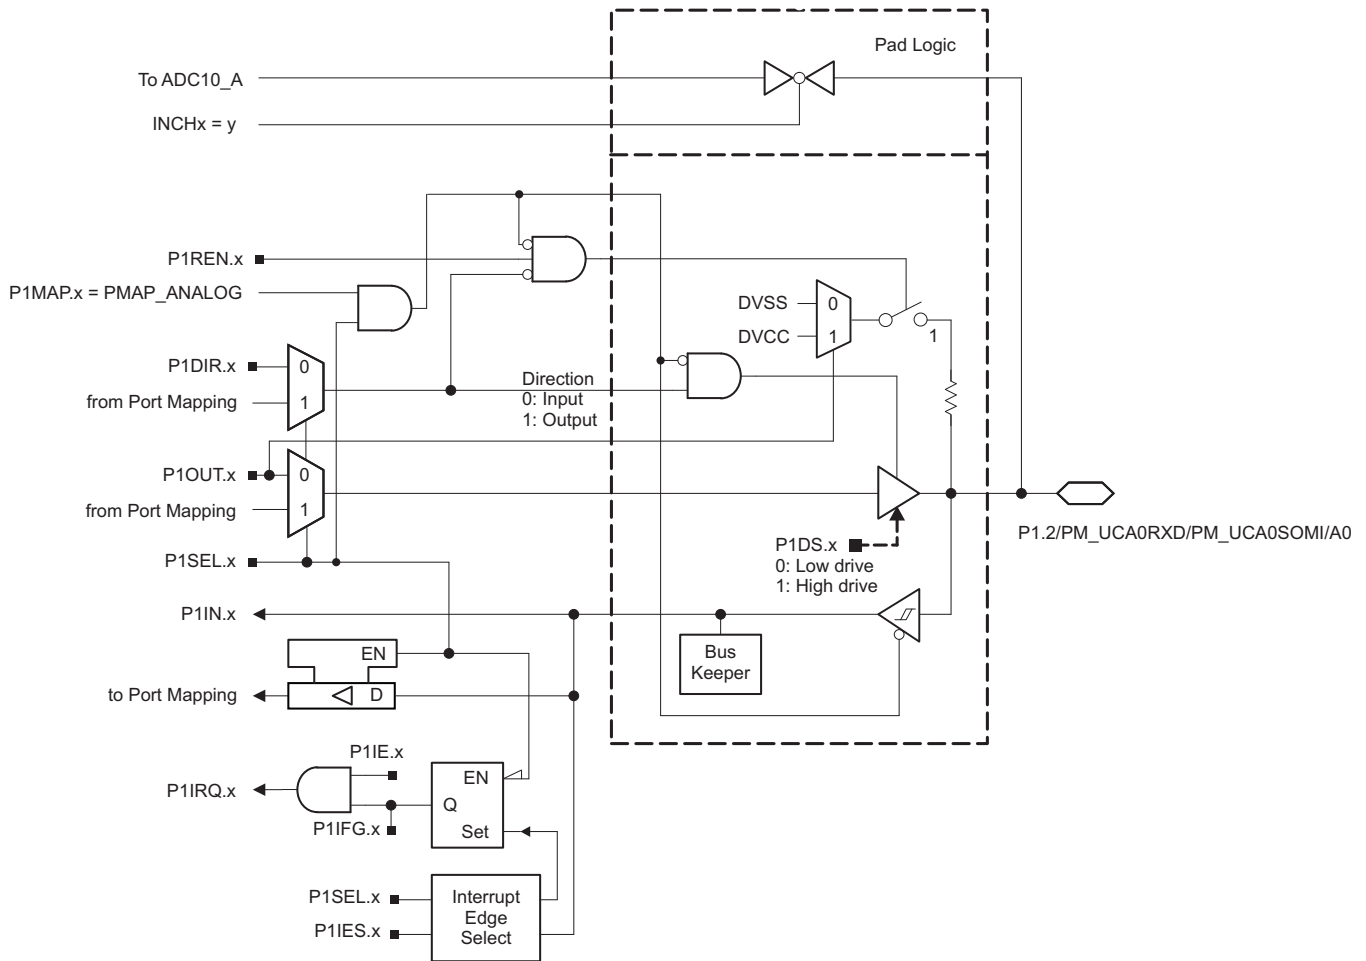 Pad Logic
To ADC10_A
INCHx = y
P1REN.x
P1MAP.x = PMAP_ANALOG
DVSS
0
DVCC
1
1
P1DIR.x
0
from Port Mapping
1
Direction
0: Input
1: Output
P1OUT.x
0
from Port Mapping
1
P1SEL.x
P1DS.x
0: Low drive
1: High drive
P1.2/PM_UCA0RXD/PM_UCA0SOMI/A0
P1IN.x
Bus
Keeper
EN
to Port Mapping
D
P1IE.x
P1IRQ.x
EN
Q
P1IFG.x
Set
P1SEL.x
P1IES.x
Interrupt
Edge
Select